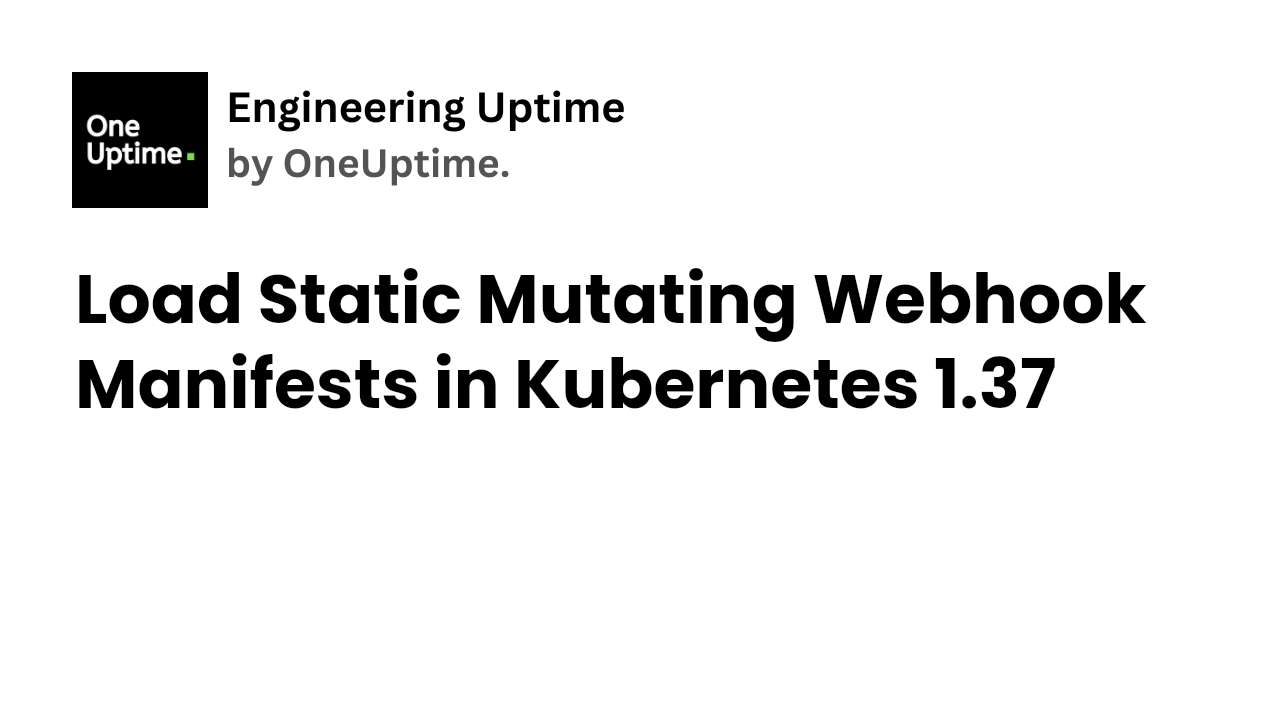 One
Uptime.
Engineering Uptime
by OneUptime.
Load Static Mutating Webhook
Manifests in Kubernetes 1.37